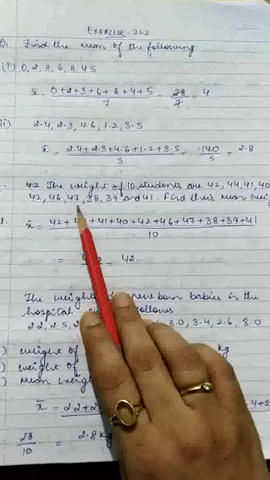 Exercise - 21.2
Q1. Find the mean of the following
(i) 0, 2, 3, 6, 8, 4 5
x̄ = 0+2+3+6+8+4+5 / 7 = 28 / 7 = 4
ii) 2.4, 2.3, 4.6, 1.2, 3.5
x̄ = 2.4+2.3+4.6+1.2+3.5 / 5 = 140 / 5 = 2.8
Q2. The weight of 10 students are 42, 44, 41, 40
42, 46, 47, 38, 39 and 41. Find their mean
x̄ = 42+ +41+40+42+46+47+38+39+41 / 10
= 42.
The weight of newborn babies in the
hospital follows
2.2, 2.5, 3.0, 3.4, 2.6, 3.0
) weight of kg
) weight of
) mean weig
x̄ = 2.2+2
28 / 10 = 2.8 kg